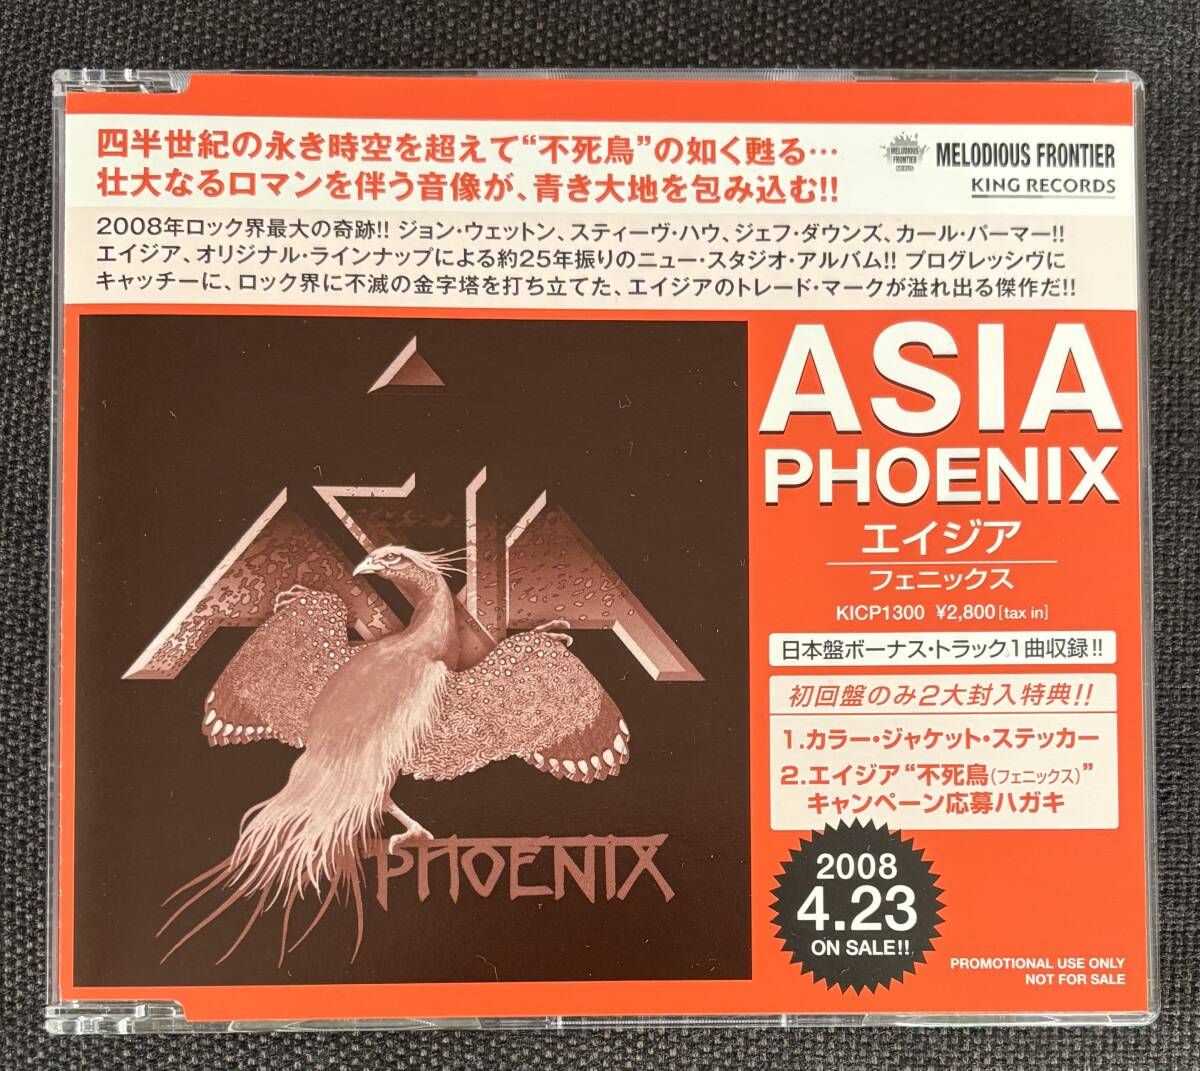 四半世紀の永き時空を超えて“不死鳥”の如く甦る…
壮大なるロマンを伴う音像が、青き大地を包み込む!!
MELODIOUS
FRONTIER
MELODIOUS FRONTIER
KING RECORDS
2008年ロック界最大の奇跡!! ジョン・ウェットン、スティーヴ・ハウ、ジェフ・ダウンズ、カール・パーマー!!
エイジア、オリジナル・ラインナップによる約25年振りのニュー・スタジオ・アルバム!! プログレッシヴに
キャッチーに、ロック界に不滅の金字塔を打ち立てた、エイジアのトレード・マークが溢れ出る傑作だ!!
ASIA
PHOENIX
ASIA
PHOENIX
エイジア
フェニックス
KICP1300 ¥2,800[tax in]
日本盤ボーナス・トラック1曲収録!!
初回盤のみ2大封入特典!!
1.カラー・ジャケット・ステッカー
2.エイジア“不死鳥(フェニックス)”
キャンペーン応募ハガキ
2008
4.23
ON SALE!!
PROMOTIONAL USE ONLY
NOT FOR SALE